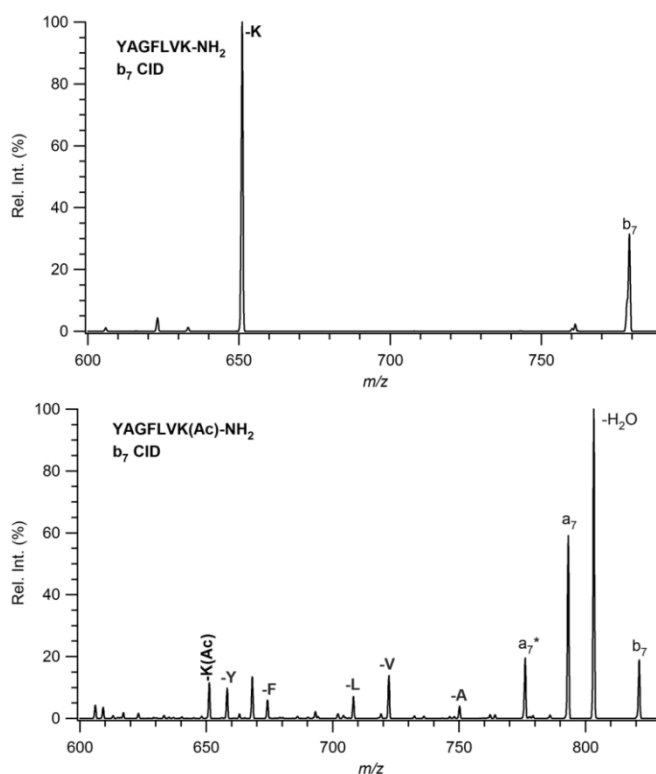 100
80
60
40
20
0
Rel. Int. (%)
YAGFLVK-NH₂
b₇ CID
-K
b₇
600
650
700
750
m/z
100
80
60
40
20
0
Rel. Int. (%)
YAGFLVK(Ac)-NH₂
b₇ CID
-K(Ac)
-Y
-F
-L
-V
-A
a₇*
a₇
-H₂O
b₇
600
650
700
750
800
m/z